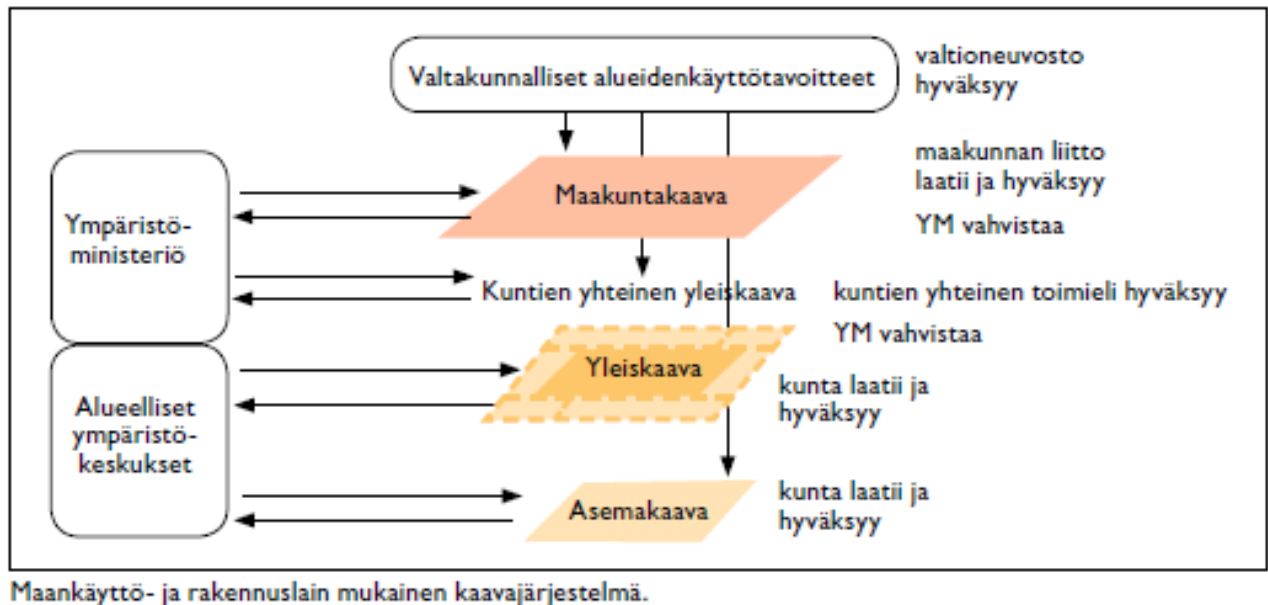 Valtakunnalliset alueidenkäyttötavoitteet
valtioneuvosto
hyväksyy
Ympäristö-
ministeriö
Maakuntakaava
maakunnan liitto
laatii ja hyväksyy
YM vahvistaa
Kuntien yhteinen yleiskaava
kuntien yhteinen toimieli hyväksyy
YM vahvistaa
Alueelliset
ympäristö-
keskukset
Yleiskaava
kunta laatii ja
hyväksyy
Asemakaava
kunta laatii ja
hyväksyy
Maankäyttö- ja rakennuslain mukainen kaavajärjestelmä.